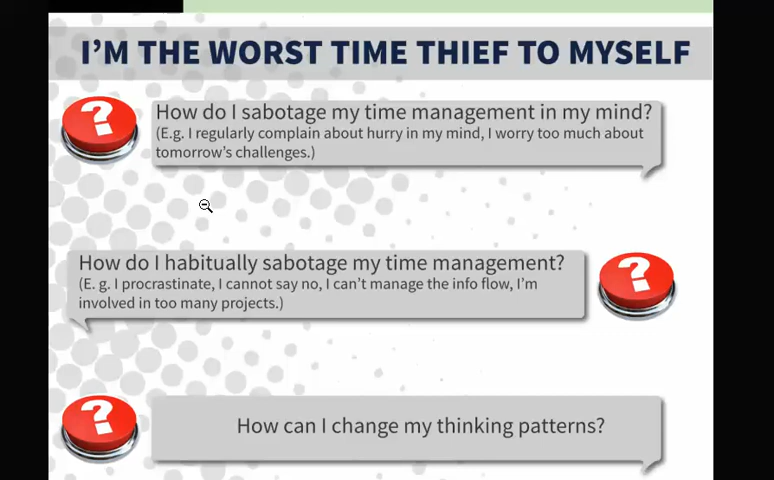 I’M THE WORST TIME THIEF TO MYSELF
?
How do I sabotage my time management in my mind?
(E.g. I regularly complain about hurry in my mind, I worry too much about
tomorrow’s challenges.)
How do I habitually sabotage my time management?
(E. g. I procrastinate, I cannot say no, I can’t manage the info flow, I’m
involved in too many projects.)
?
?
How can I change my thinking patterns?